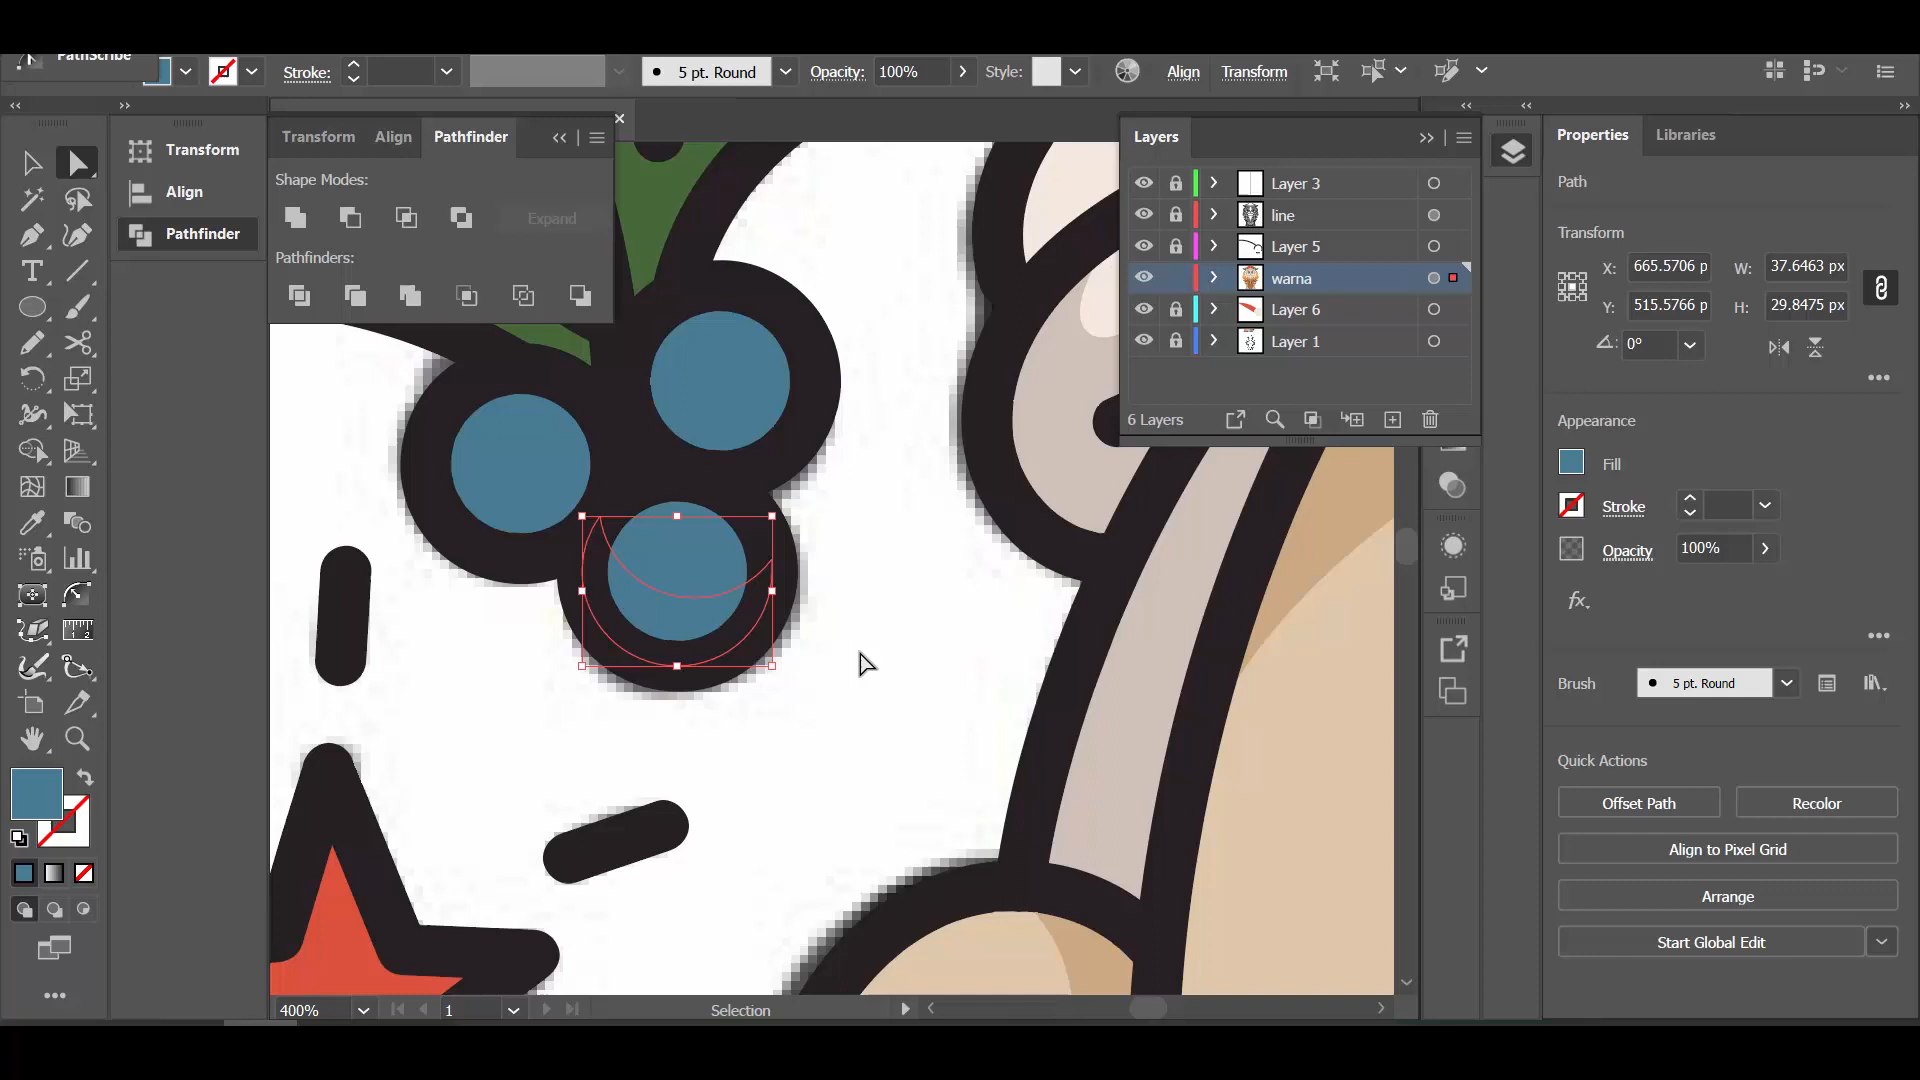 PathScribe
Stroke:
5 pt. Round
Opacity:
100%
Style:
Align
Transform
Transform
Align
Pathfinder
Transform
Align
Pathfinder
Shape Modes:
Expand
Pathfinders:
Layers
Layer 3
line
Layer 5
warna
Layer 6
Layer 1
6 Layers
Properties
Libraries
Path
Transform
X:
665.5706 p
W:
37.6463 px
Y:
515.5766 p
H:
29.8475 px
0°
Appearance
Fill
Stroke
Opacity
100%
fx
Brush
5 pt. Round
Quick Actions
Offset Path
Recolor
Align to Pixel Grid
Arrange
Start Global Edit
400%
1
Selection